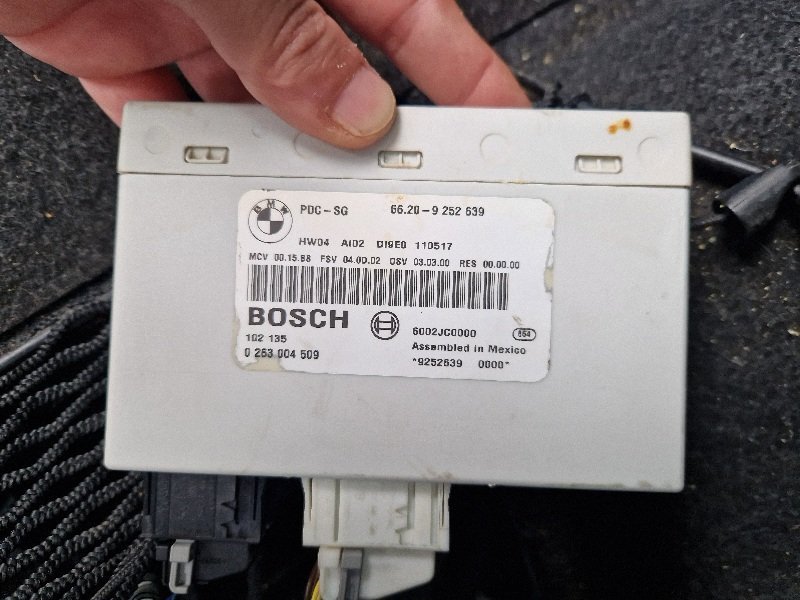 BMW
PDC-SG 66.20-9 252 639
HW04 AI02 DI9E0 110517
MCV 00.15.88 FSV 04.00.02 OSV 03.03.00 RES 00.00.00
BOSCH
6002JC0000 554
102 135
Assembled in Mexico
0 263 004 509
*9252639 0000*